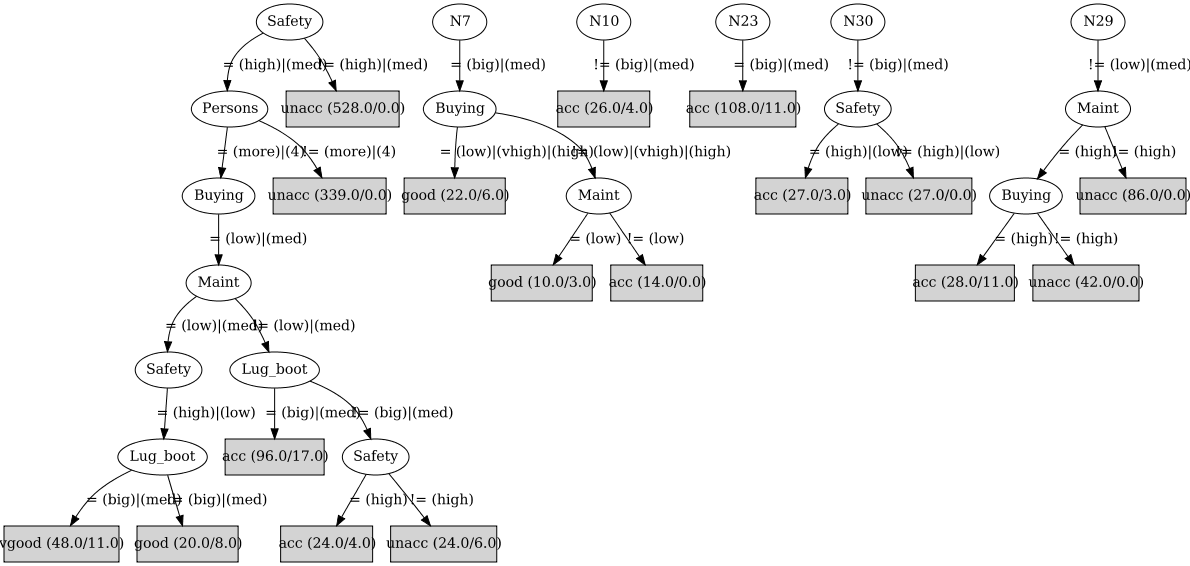 Safety N7 N10 N23 N30 N29
= (high)|(med) != (high)|(med) = (big)|(med) != (big)|(med) = (big)|(med) != (big)|(med) != (low)|(med)
Persons unacc (528.0/0.0) Buying acc (26.0/4.0) acc (108.0/11.0) Safety Maint
= (more)|(4) != (more)|(4) = (low)|(vhigh)|(high) != (low)|(vhigh)|(high) = (high)|(low) != (high)|(low) = (high) != (high)
Buying unacc (339.0/0.0) good (22.0/6.0) Maint acc (27.0/3.0) unacc (27.0/0.0) Buying unacc (86.0/0.0)
= (low)|(med) = (low) != (low) = (high) != (high)
Maint good (10.0/3.0) acc (14.0/0.0) acc (28.0/11.0) unacc (42.0/0.0)
= (low)|(med) != (low)|(med)
Safety Lug_boot
= (high)|(low) = (big)|(med) != (big)|(med)
Lug_boot acc (96.0/17.0) Safety
= (big)|(med) != (big)|(med) = (high) != (high)
vgood (48.0/11.0) good (20.0/8.0) acc (24.0/4.0) unacc (24.0/6.0)